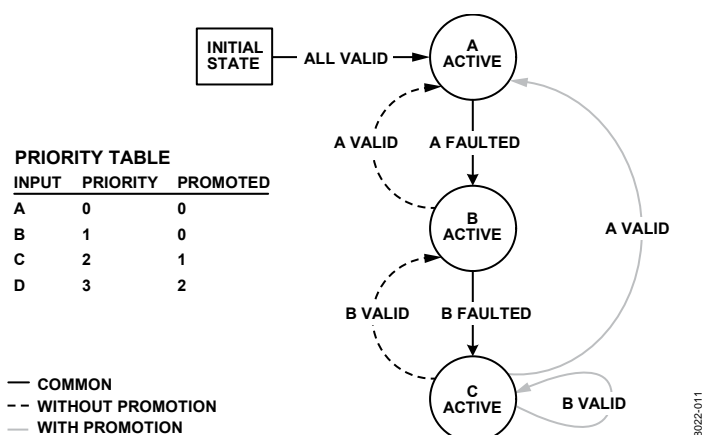 INITIAL
STATE
ALL VALID
A
ACTIVE
A VALID
A FAULTED
PRIORITY TABLE
INPUT PRIORITY PROMOTED
A 0 0
B 1 0
C 2 1
D 3 2
B
ACTIVE
A VALID
B VALID
B FAULTED
C
ACTIVE
B VALID
COMMON
WITHOUT PROMOTION
WITH PROMOTION
8022-011